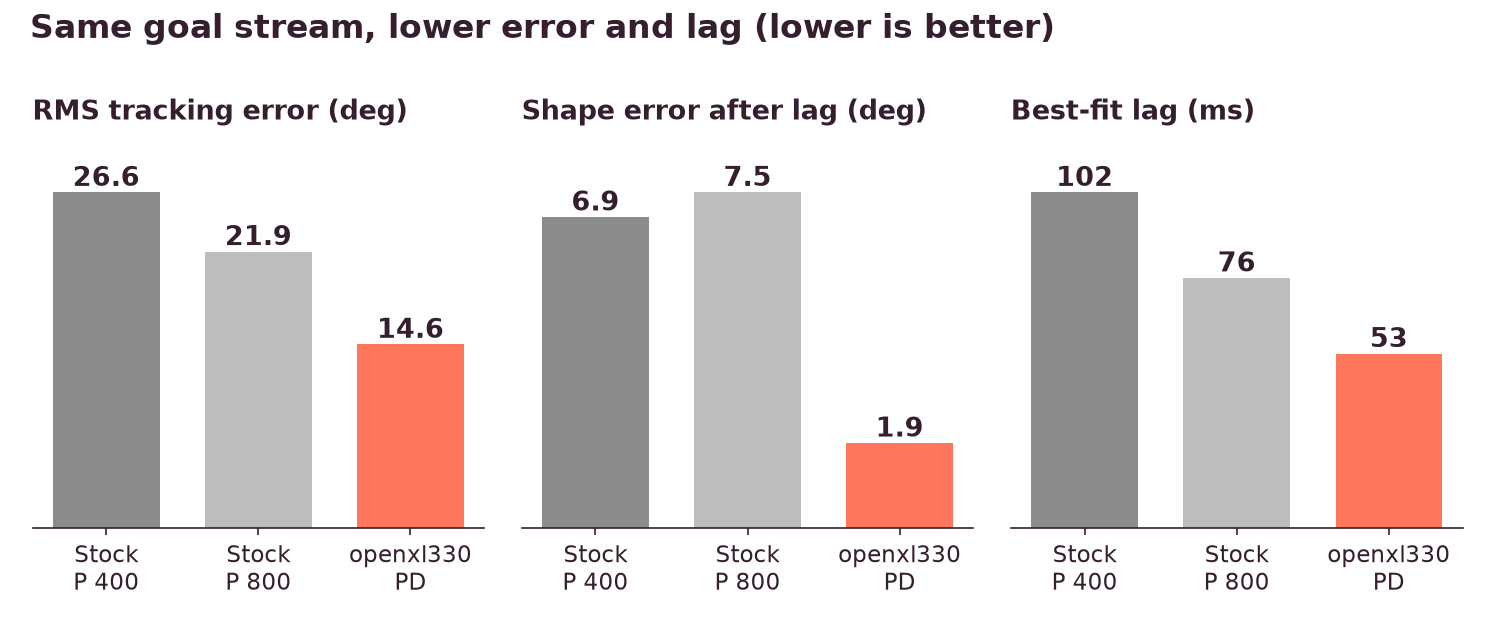 Same goal stream, lower error and lag (lower is better)
RMS tracking error (deg)
26.6
21.9
14.6
Stock
P 400
Stock
P 800
openxl330
PD
Shape error after lag (deg)
6.9
7.5
1.9
Stock
P 400
Stock
P 800
openxl330
PD
Best-fit lag (ms)
102
76
53
Stock
P 400
Stock
P 800
openxl330
PD